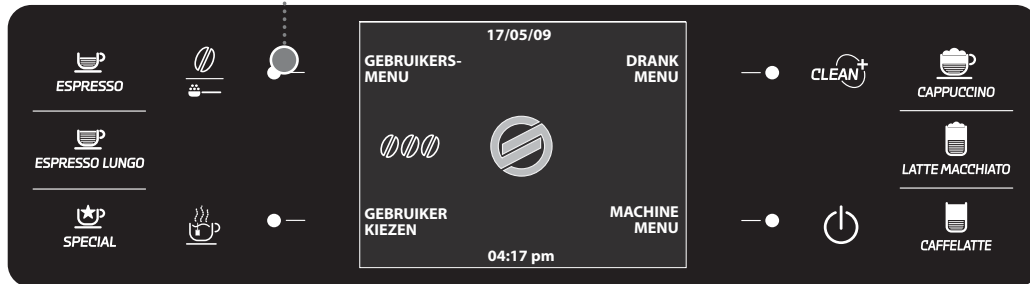 17/05/09
GEBRUIKERS-
MENU
DRANK
MENU
ESPRESSO
CLEAN+
CAPPUCCINO
ESPRESSO LUNGO
LATTE MACCHIATO
GEBRUIKER
KIEZEN
MACHINE
MENU
SPECIAL
CAFFELATTE
04:17 pm